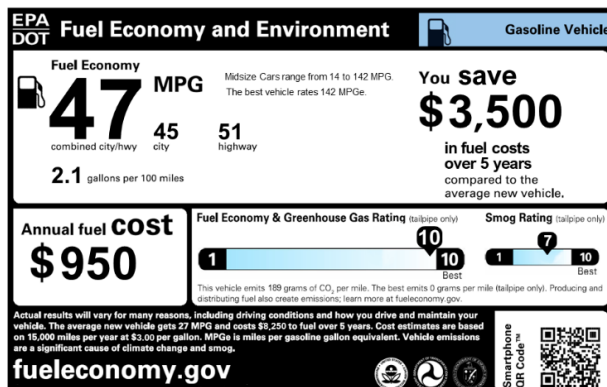 EPA
DOT
Fuel Economy and Environment
Gasoline Vehicle
Fuel Economy
47 MPG
combined city/hwy
45
city
51
highway
2.1 gallons per 100 miles
Midsize Cars range from 14 to 142 MPG.
The best vehicle rates 142 MPGe.
You save
$3,500
in fuel costs
over 5 years
compared to the
average new vehicle.
Annual fuel cost
$950
Fuel Economy & Greenhouse Gas Rating (tailpipe only)
10
1
10
Best
Smog Rating (tailpipe only)
7
1
10
Best
This vehicle emits 189 grams of CO2 per mile. The best emits 0 grams per mile (tailpipe only). Producing and
distributing fuel also create emissions; learn more at fueleconomy.gov.
Actual results will vary for many reasons, including driving conditions and how you drive and maintain your
vehicle. The average new vehicle gets 27 MPG and costs $8,250 to fuel over 5 years. Cost estimates are based
on 15,000 miles per year at $3.00 per gallon. MPGe is miles per gasoline gallon equivalent. Vehicle emissions
are a significant cause of climate change and smog.
fueleconomy.gov
Smartphone
QR Code™